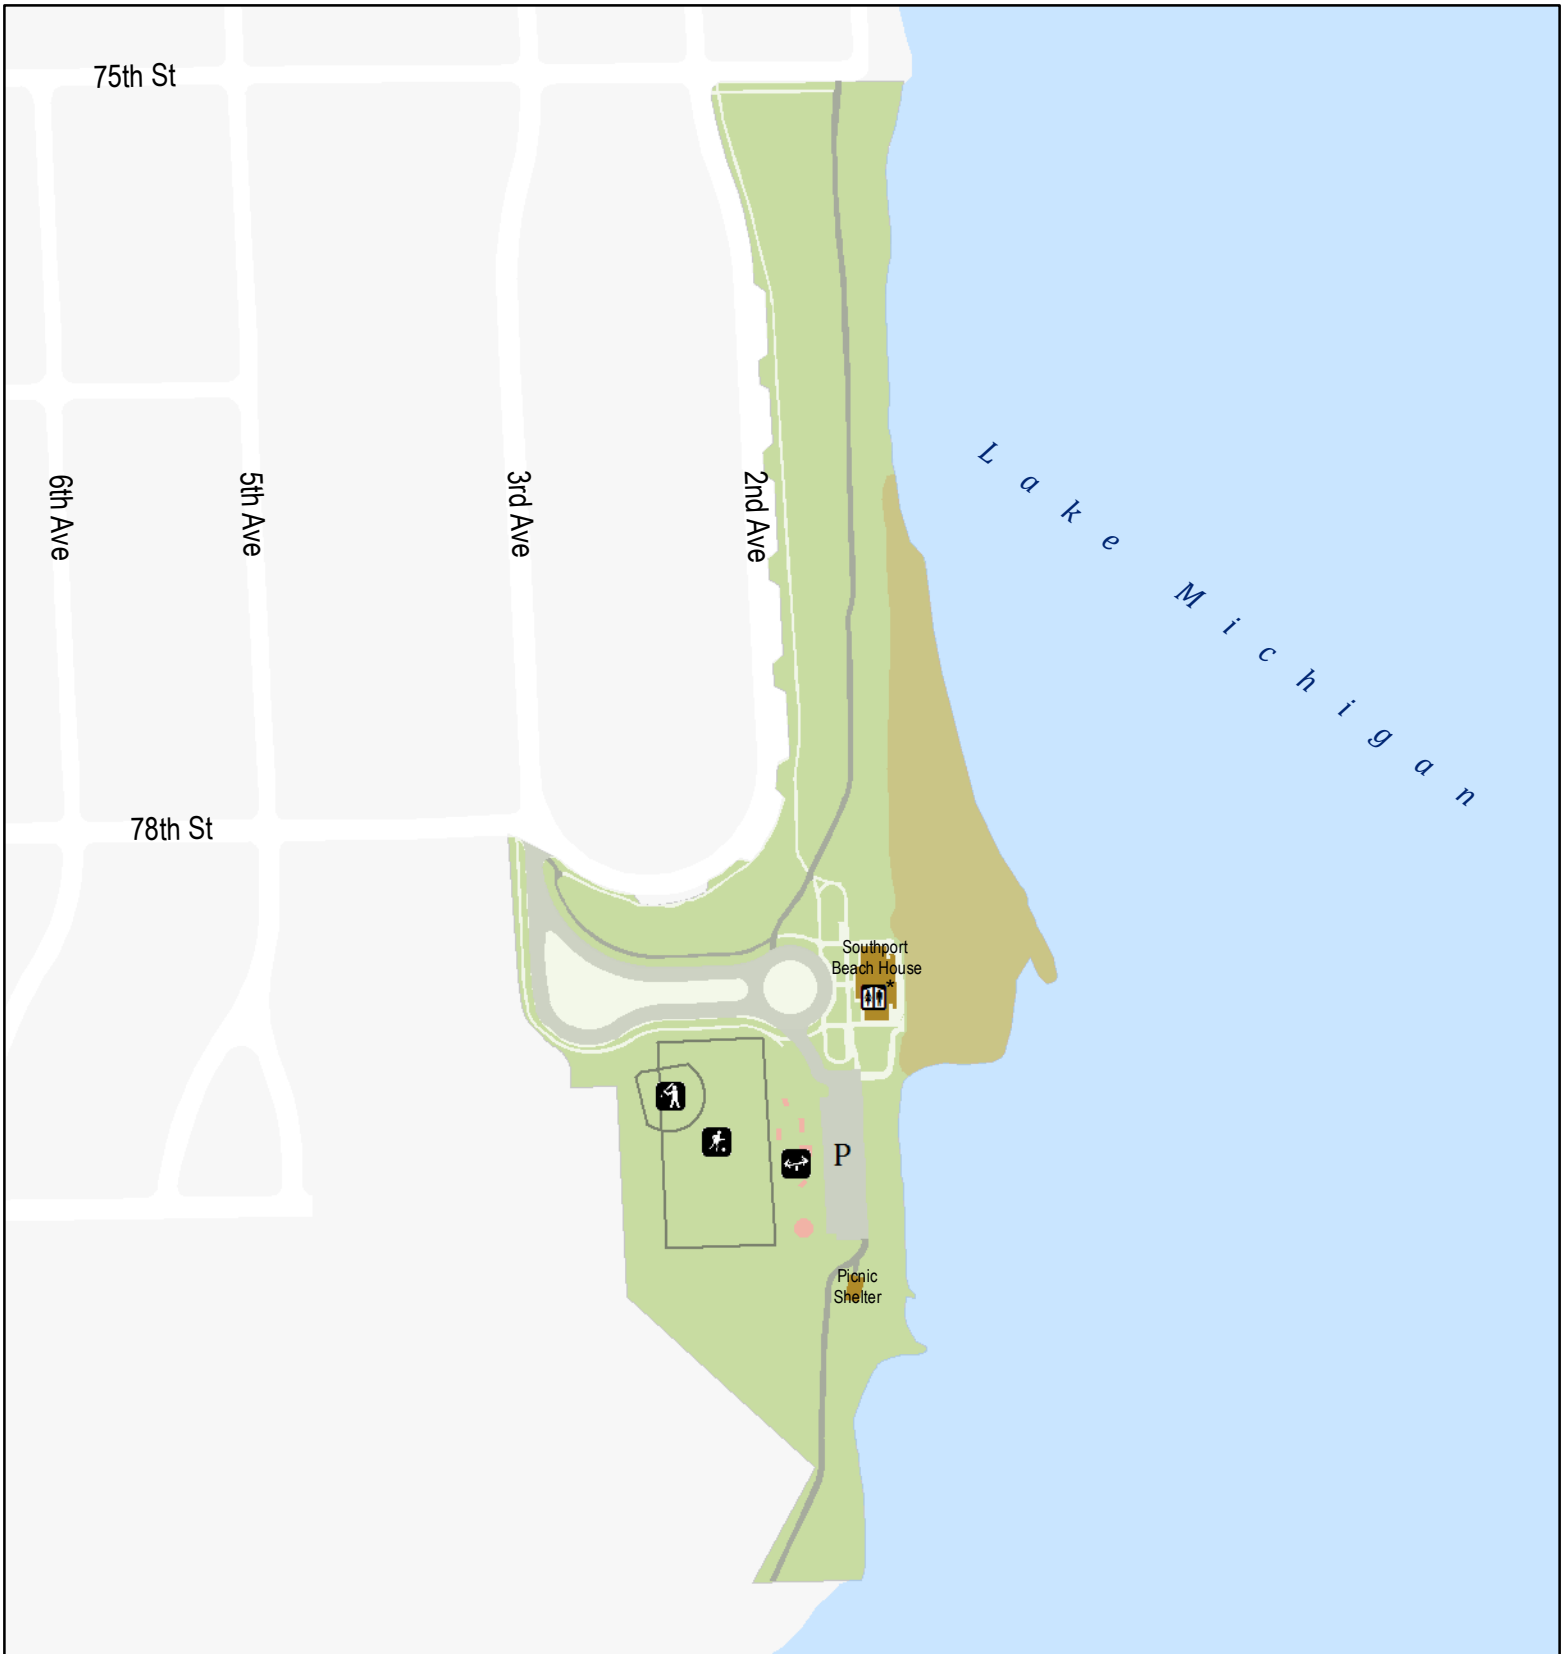 75th St
6th Ave
5th Ave
3rd Ave
2nd Ave
Lake Michigan
78th St
Southport
Beach House
*
P
Picnic
Shelter